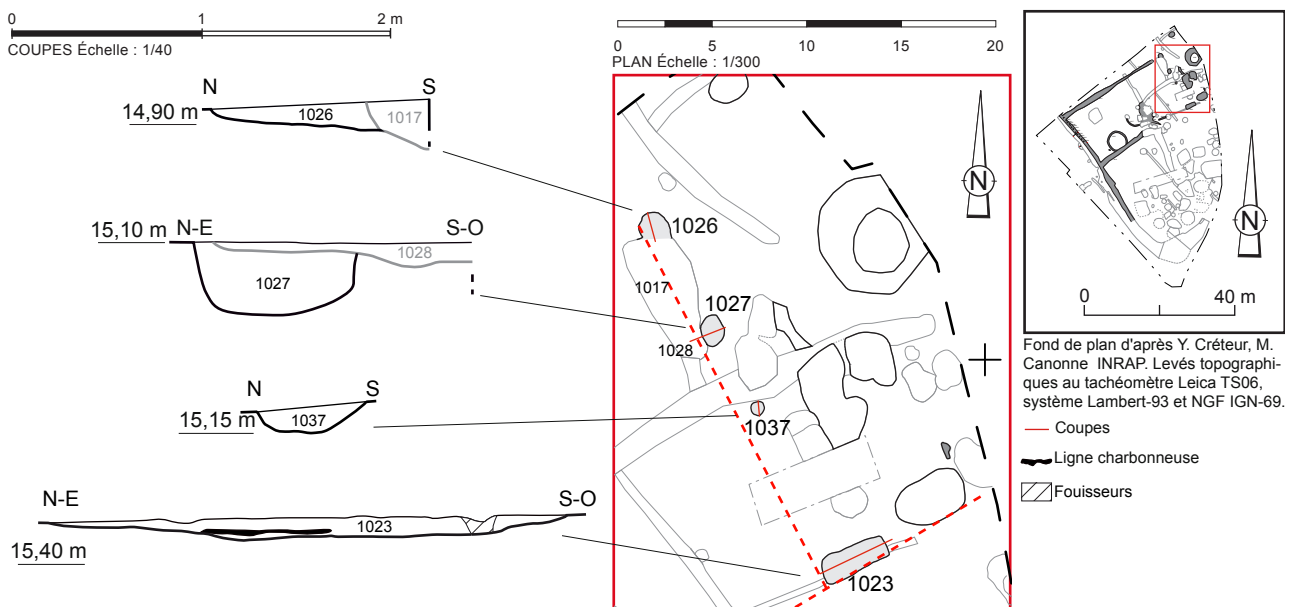 0 1 2 m
COUPES Échelle : 1/40
0 5 10 15 20
PLAN Échelle : 1/300
N S
14,90 m
1026
1017
N-E S-O
15,10 m
1028
1027
N S
15,15 m
1037
N-E S-O
1023
15,40 m
N
1026
1017
1027
1028
1037
1023
N
0 40 m
Fond de plan d'après Y. Créteur, M.
Canonne INRAP. Levés topographi-
ques au tachéomètre Leica TS06,
système Lambert-93 et NGF IGN-69.
Coupes
Ligne charbonneuse
Fouisseurs